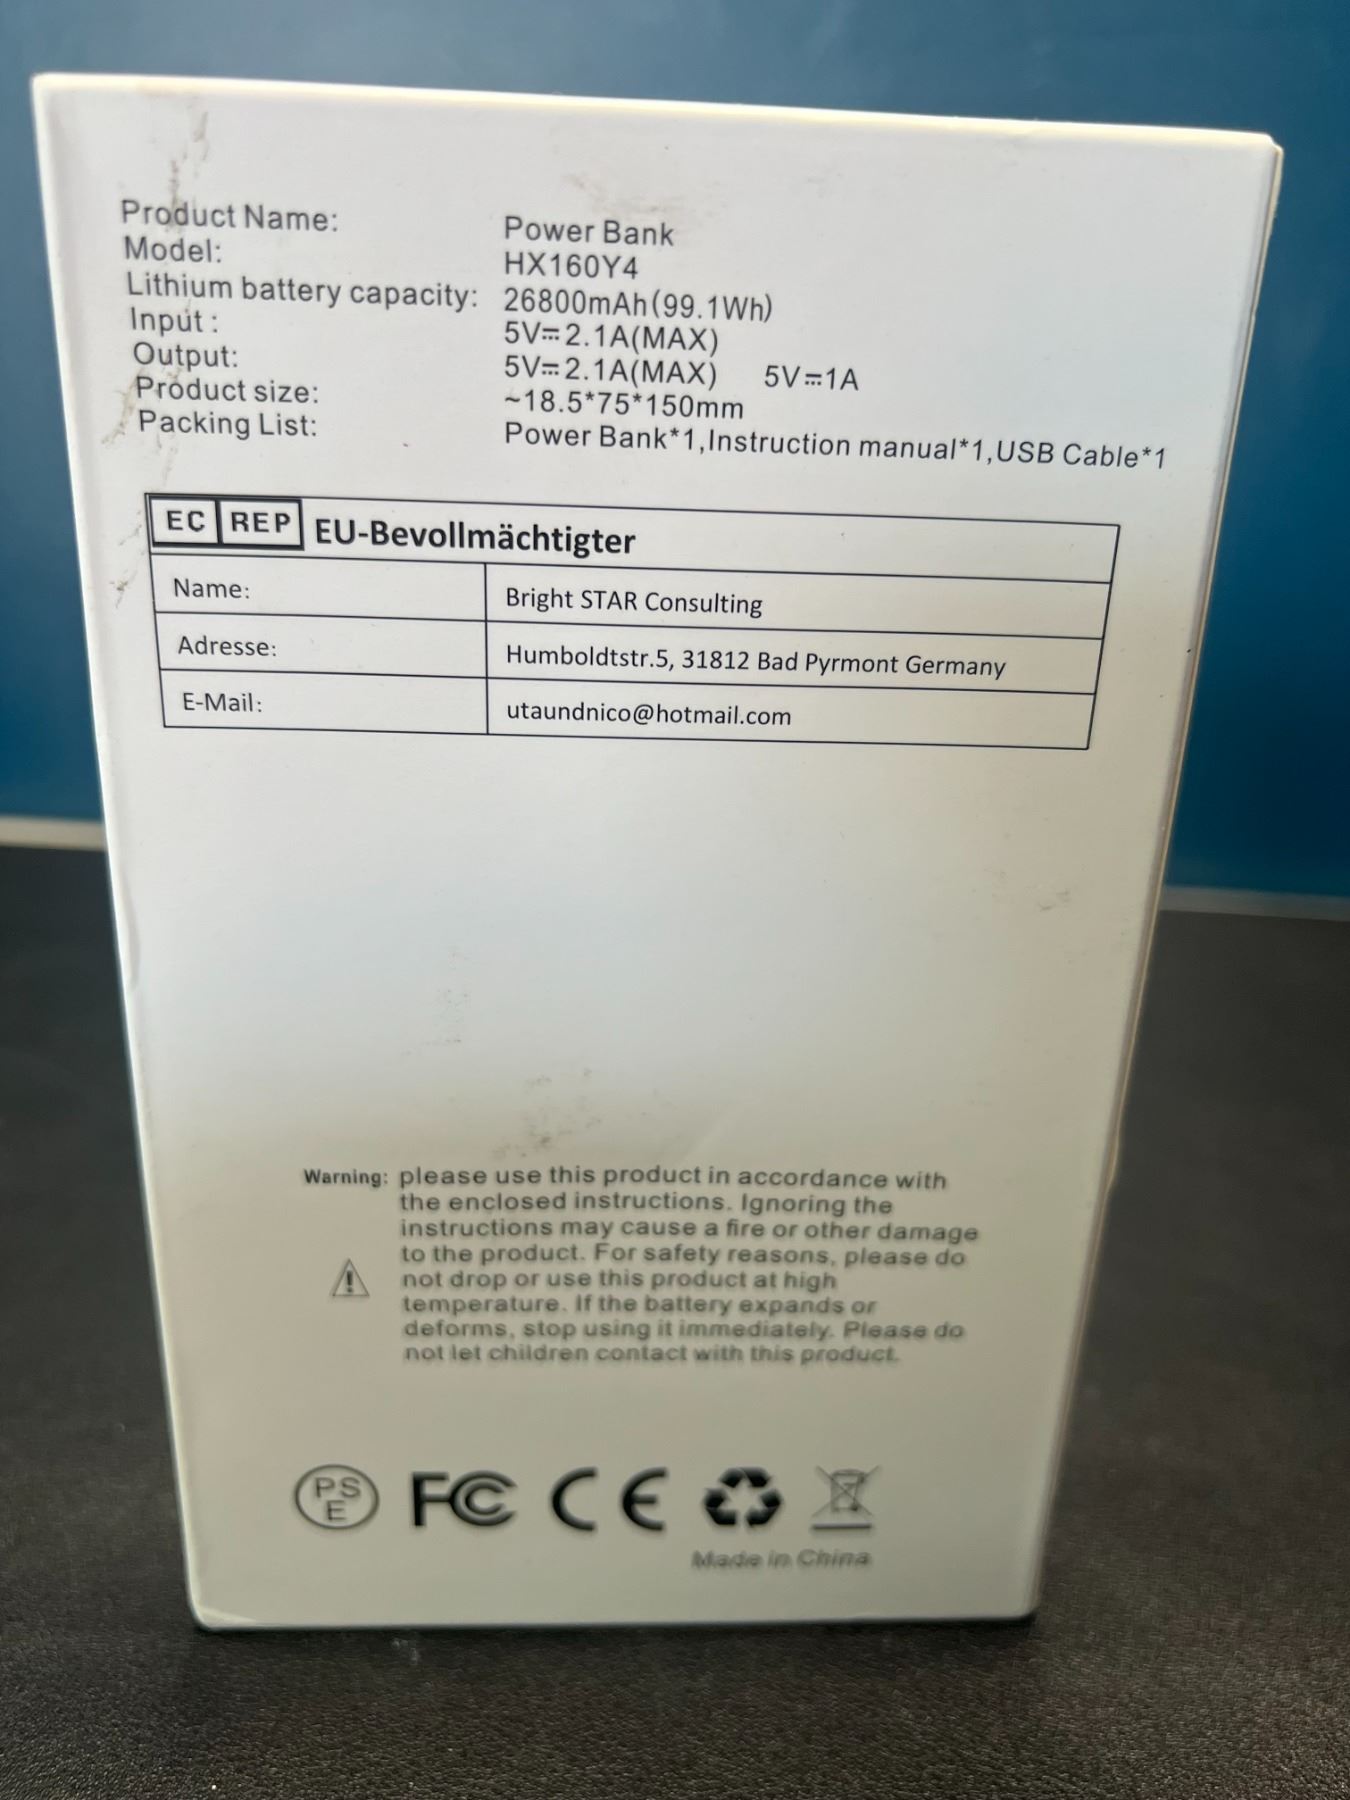 Product Name: Power Bank
Model: HX160Y4
Lithium battery capacity: 26800mAh(99.1Wh)
Input : 5V⎓2.1A(MAX)
Output: 5V⎓2.1A(MAX) 5V⎓1A
Product size: ~18.5*75*150mm
Packing List: Power Bank*1,Instruction manual*1,USB Cable*1
EC REP EU-Bevollmächtigter
Name: Bright STAR Consulting
Adresse: Humboldtstr.5, 31812 Bad Pyrmont Germany
E-Mail: utaundnico@hotmail.com
Warning: please use this product in accordance with
the enclosed instructions. Ignoring the
instructions may cause a fire or other damage
to the product. For safety reasons, please do
not drop or use this product at high
temperature. If the battery expands or
deforms, stop using it immediately. Please do
not let children contact with this product.
PS E FC CE
Made in China